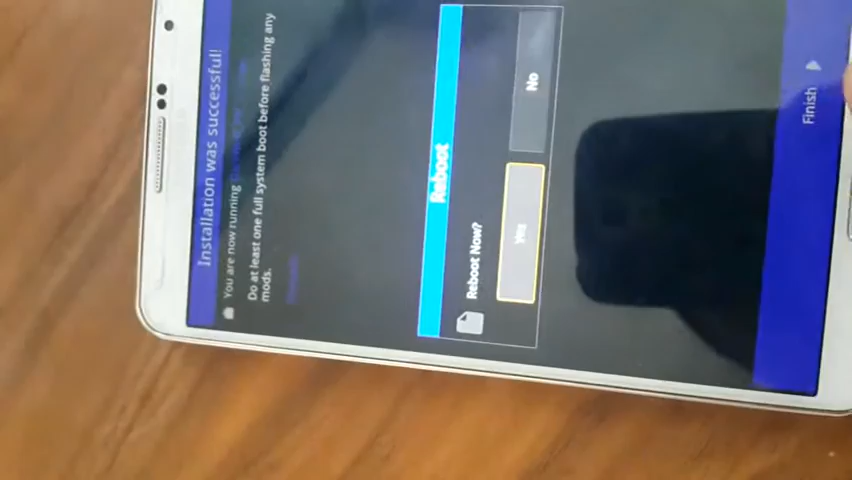 Installation was successful!
You are now running
Do at least one full system boot before flashing any
mods.
Reboot
Reboot Now?
Yes
No
Finish